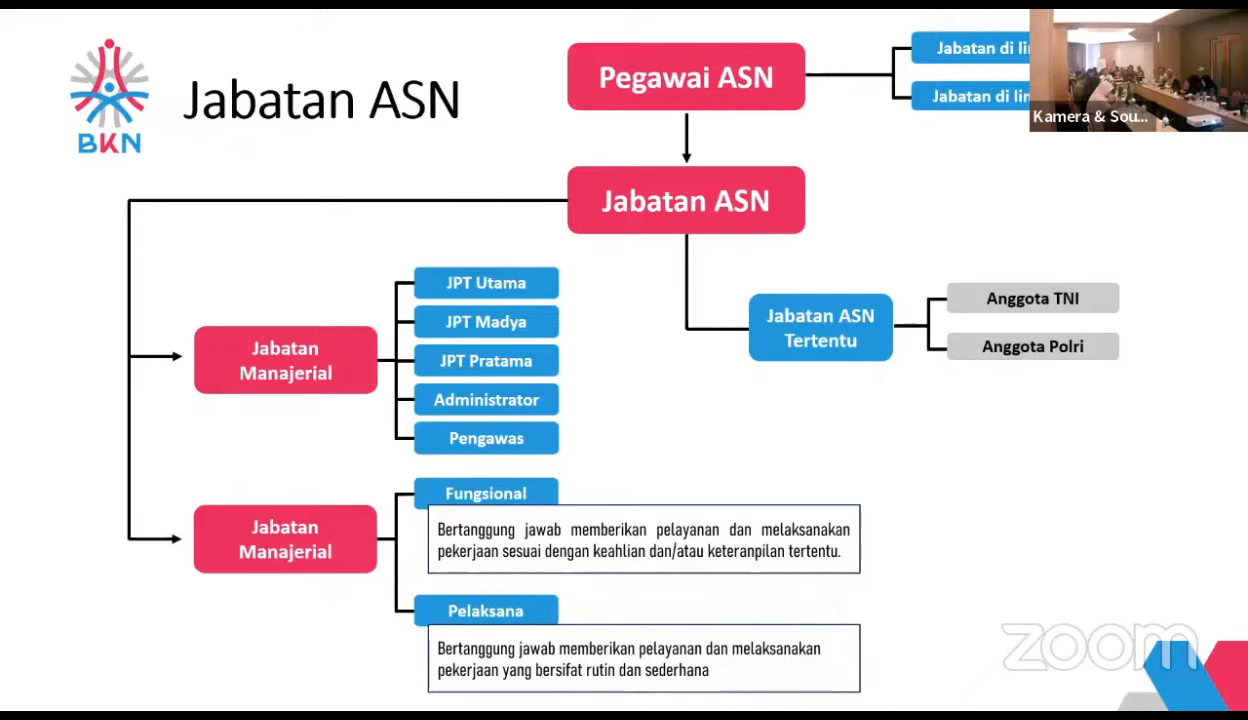 BKN
Jabatan ASN
Pegawai ASN
Jabatan di
Jabatan di
Kamera & Sou...
Jabatan ASN
JPT Utama
JPT Madya
JPT Pratama
Administrator
Pengawas
Jabatan
Manajerial
Jabatan ASN
Tertentu
Anggota TNI
Anggota Polri
Jabatan
Manajerial
Fungsional
Bertanggung jawab memberikan pelayanan dan melaksanakan
pekerjaan sesuai dengan keahlian dan/atau keteranpilan tertentu.
Pelaksana
Bertanggung jawab memberikan pelayanan dan melaksanakan
pekerjaan yang bersifat rutin dan sederhana
zoom